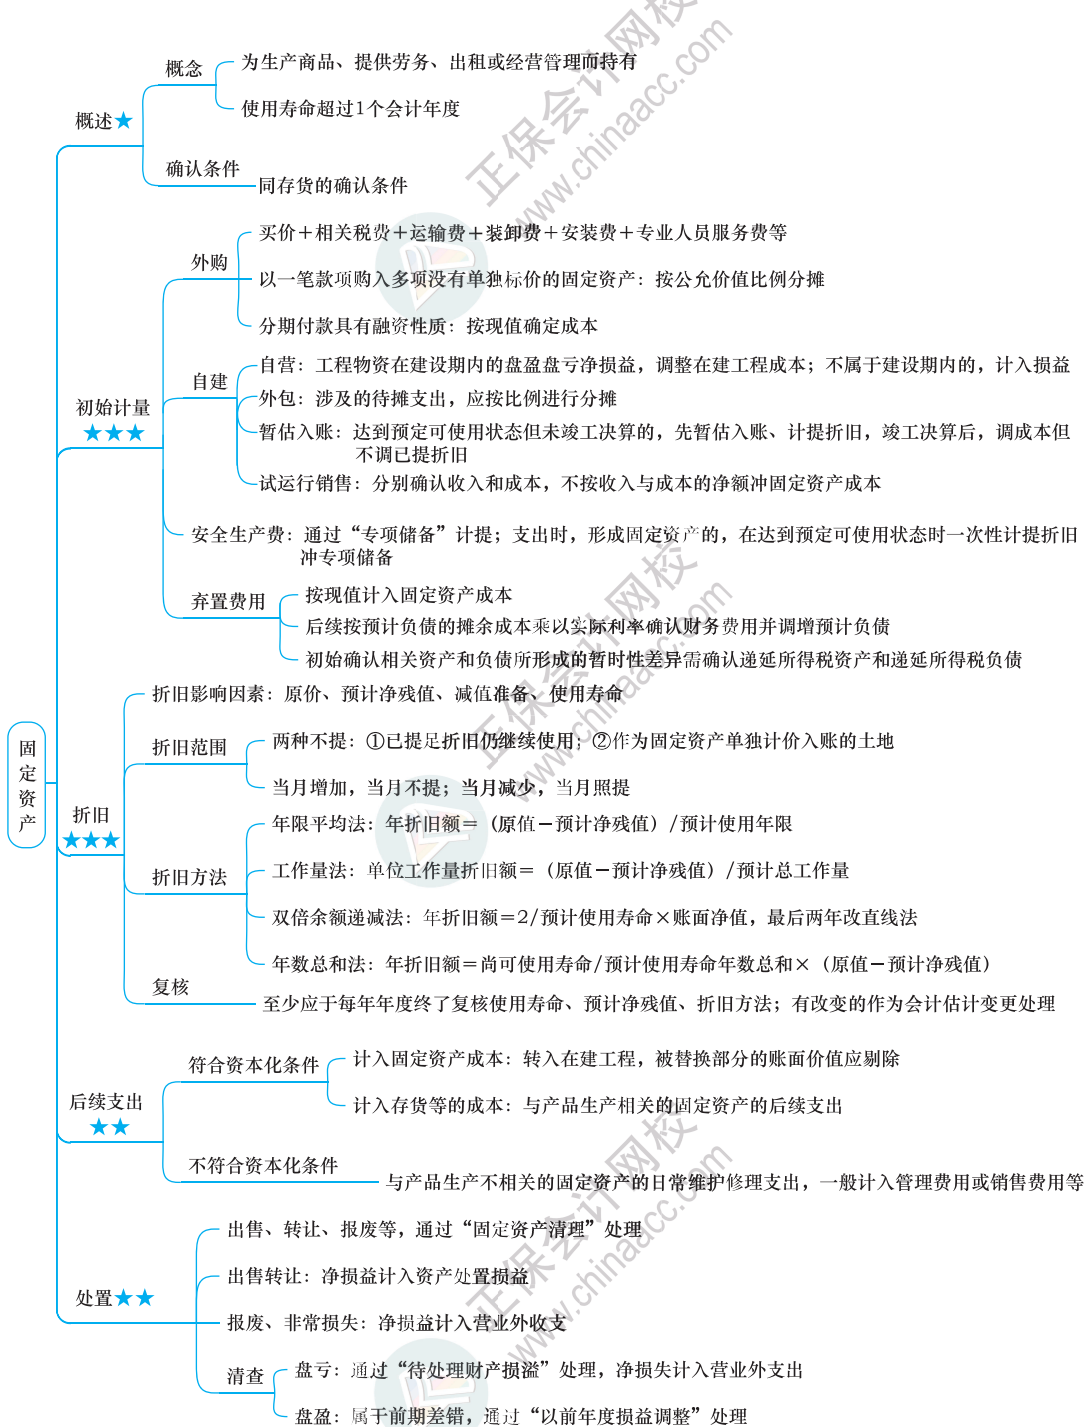 固定资产
概述★
概念
为生产商品、提供劳务、出租或经营管理而持有
使用寿命超过1个会计年度
确认条件
同存货的确认条件
初始计量
★★★
外购
买价＋相关税费＋运输费＋装卸费＋安装费＋专业人员服务费等
以一笔款项购入多项没有单独标价的固定资产：按公允价值比例分摊
分期付款具有融资性质：按现值确定成本
自建
自营：工程物资在建设期内的盘盈盘亏净损益，调整在建工程成本；不属于建设期内的，计入损益
外包：涉及的待摊支出，应按比例进行分摊
暂估入账：达到预定可使用状态但未竣工决算的，先暂估入账、计提折旧，竣工决算后，调成本但
不调已提折旧
试运行销售：分别确认收入和成本，不按收入与成本的净额冲固定资产成本
安全生产费：通过“专项储备”计提；支出时，形成固定资产的，在达到预定可使用状态时一次性计提折旧
冲专项储备
弃置费用
按现值计入固定资产成本
后续按预计负债的摊余成本乘以实际利率确认财务费用并调增预计负债
初始确认相关资产和负债所形成的暂时性差异需确认递延所得税资产和递延所得税负债
折旧
★★★
折旧影响因素：原价、预计净残值、减值准备、使用寿命
折旧范围
两种不提：①已提足折旧仍继续使用；②作为固定资产单独计价入账的土地
当月增加，当月不提；当月减少，当月照提
折旧方法
年限平均法：年折旧额＝（原值－预计净残值）/预计使用年限
工作量法：单位工作量折旧额＝（原值－预计净残值）/预计总工作量
双倍余额递减法：年折旧额＝2/预计使用寿命×账面净值，最后两年改直线法
年数总和法：年折旧额＝尚可使用寿命/预计使用寿命年数总和×（原值－预计净残值）
复核
至少应于每年年度终了复核使用寿命、预计净残值、折旧方法；有改变的作为会计估计变更处理
后续支出
★★
符合资本化条件
计入固定资产成本：转入在建工程，被替换部分的账面价值应剔除
计入存货等的成本：与产品生产相关的固定资产的后续支出
不符合资本化条件
与产品生产不相关的固定资产的日常维护修理支出，一般计入管理费用或销售费用等
处置★★
出售、转让、报废等，通过“固定资产清理”处理
出售转让：净损益计入资产处置损益
报废、非常损失：净损益计入营业外收支
清查
盘亏：通过“待处理财产损溢”处理，净损失计入营业外支出
盘盈：属于前期差错，通过“以前年度损益调整”处理
正保会计网校
www.chinaacc.com
正保会计网校
www.chinaacc.com
正保会计网校
www.chinaacc.com